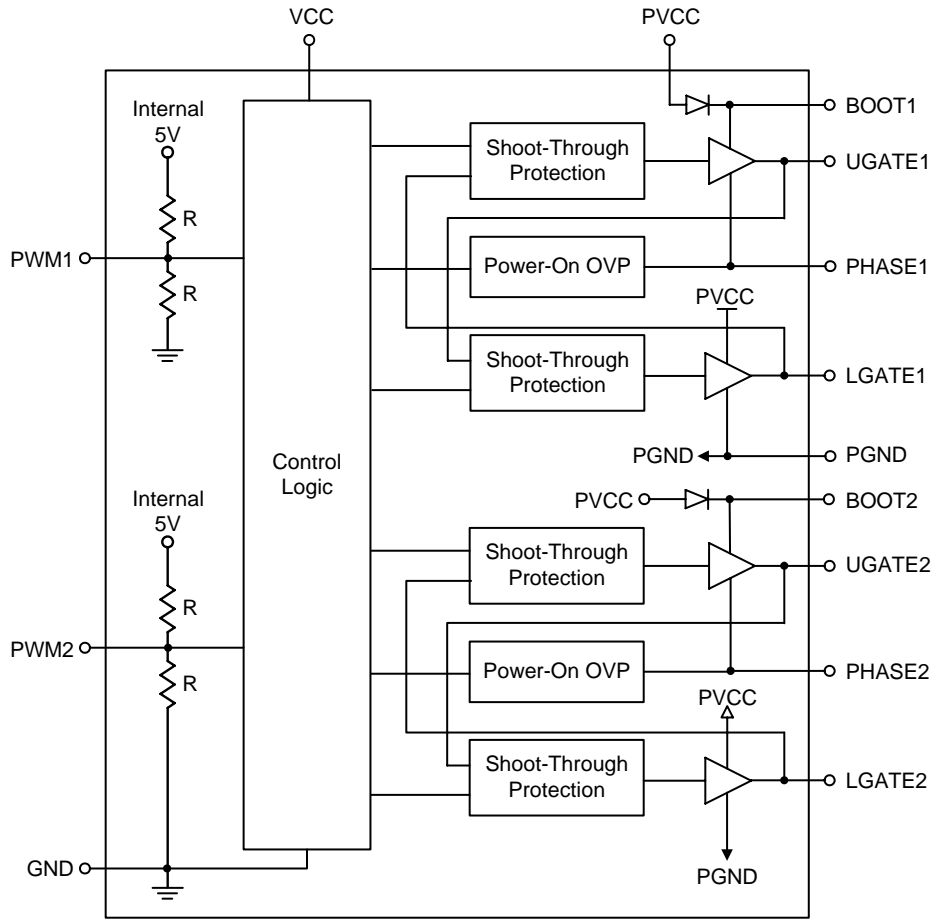 VCC
PVCC
Internal
5V
R
R
PWM1
BOOT1
Shoot-Through
Protection
UGATE1
Power-On OVP
PHASE1
PVCC
Shoot-Through
Protection
LGATE1
Control
Logic
PGND
PGND
PVCC
BOOT2
Internal
5V
R
R
PWM2
Shoot-Through
Protection
UGATE2
Power-On OVP
PHASE2
PVCC
Shoot-Through
Protection
LGATE2
GND
PGND